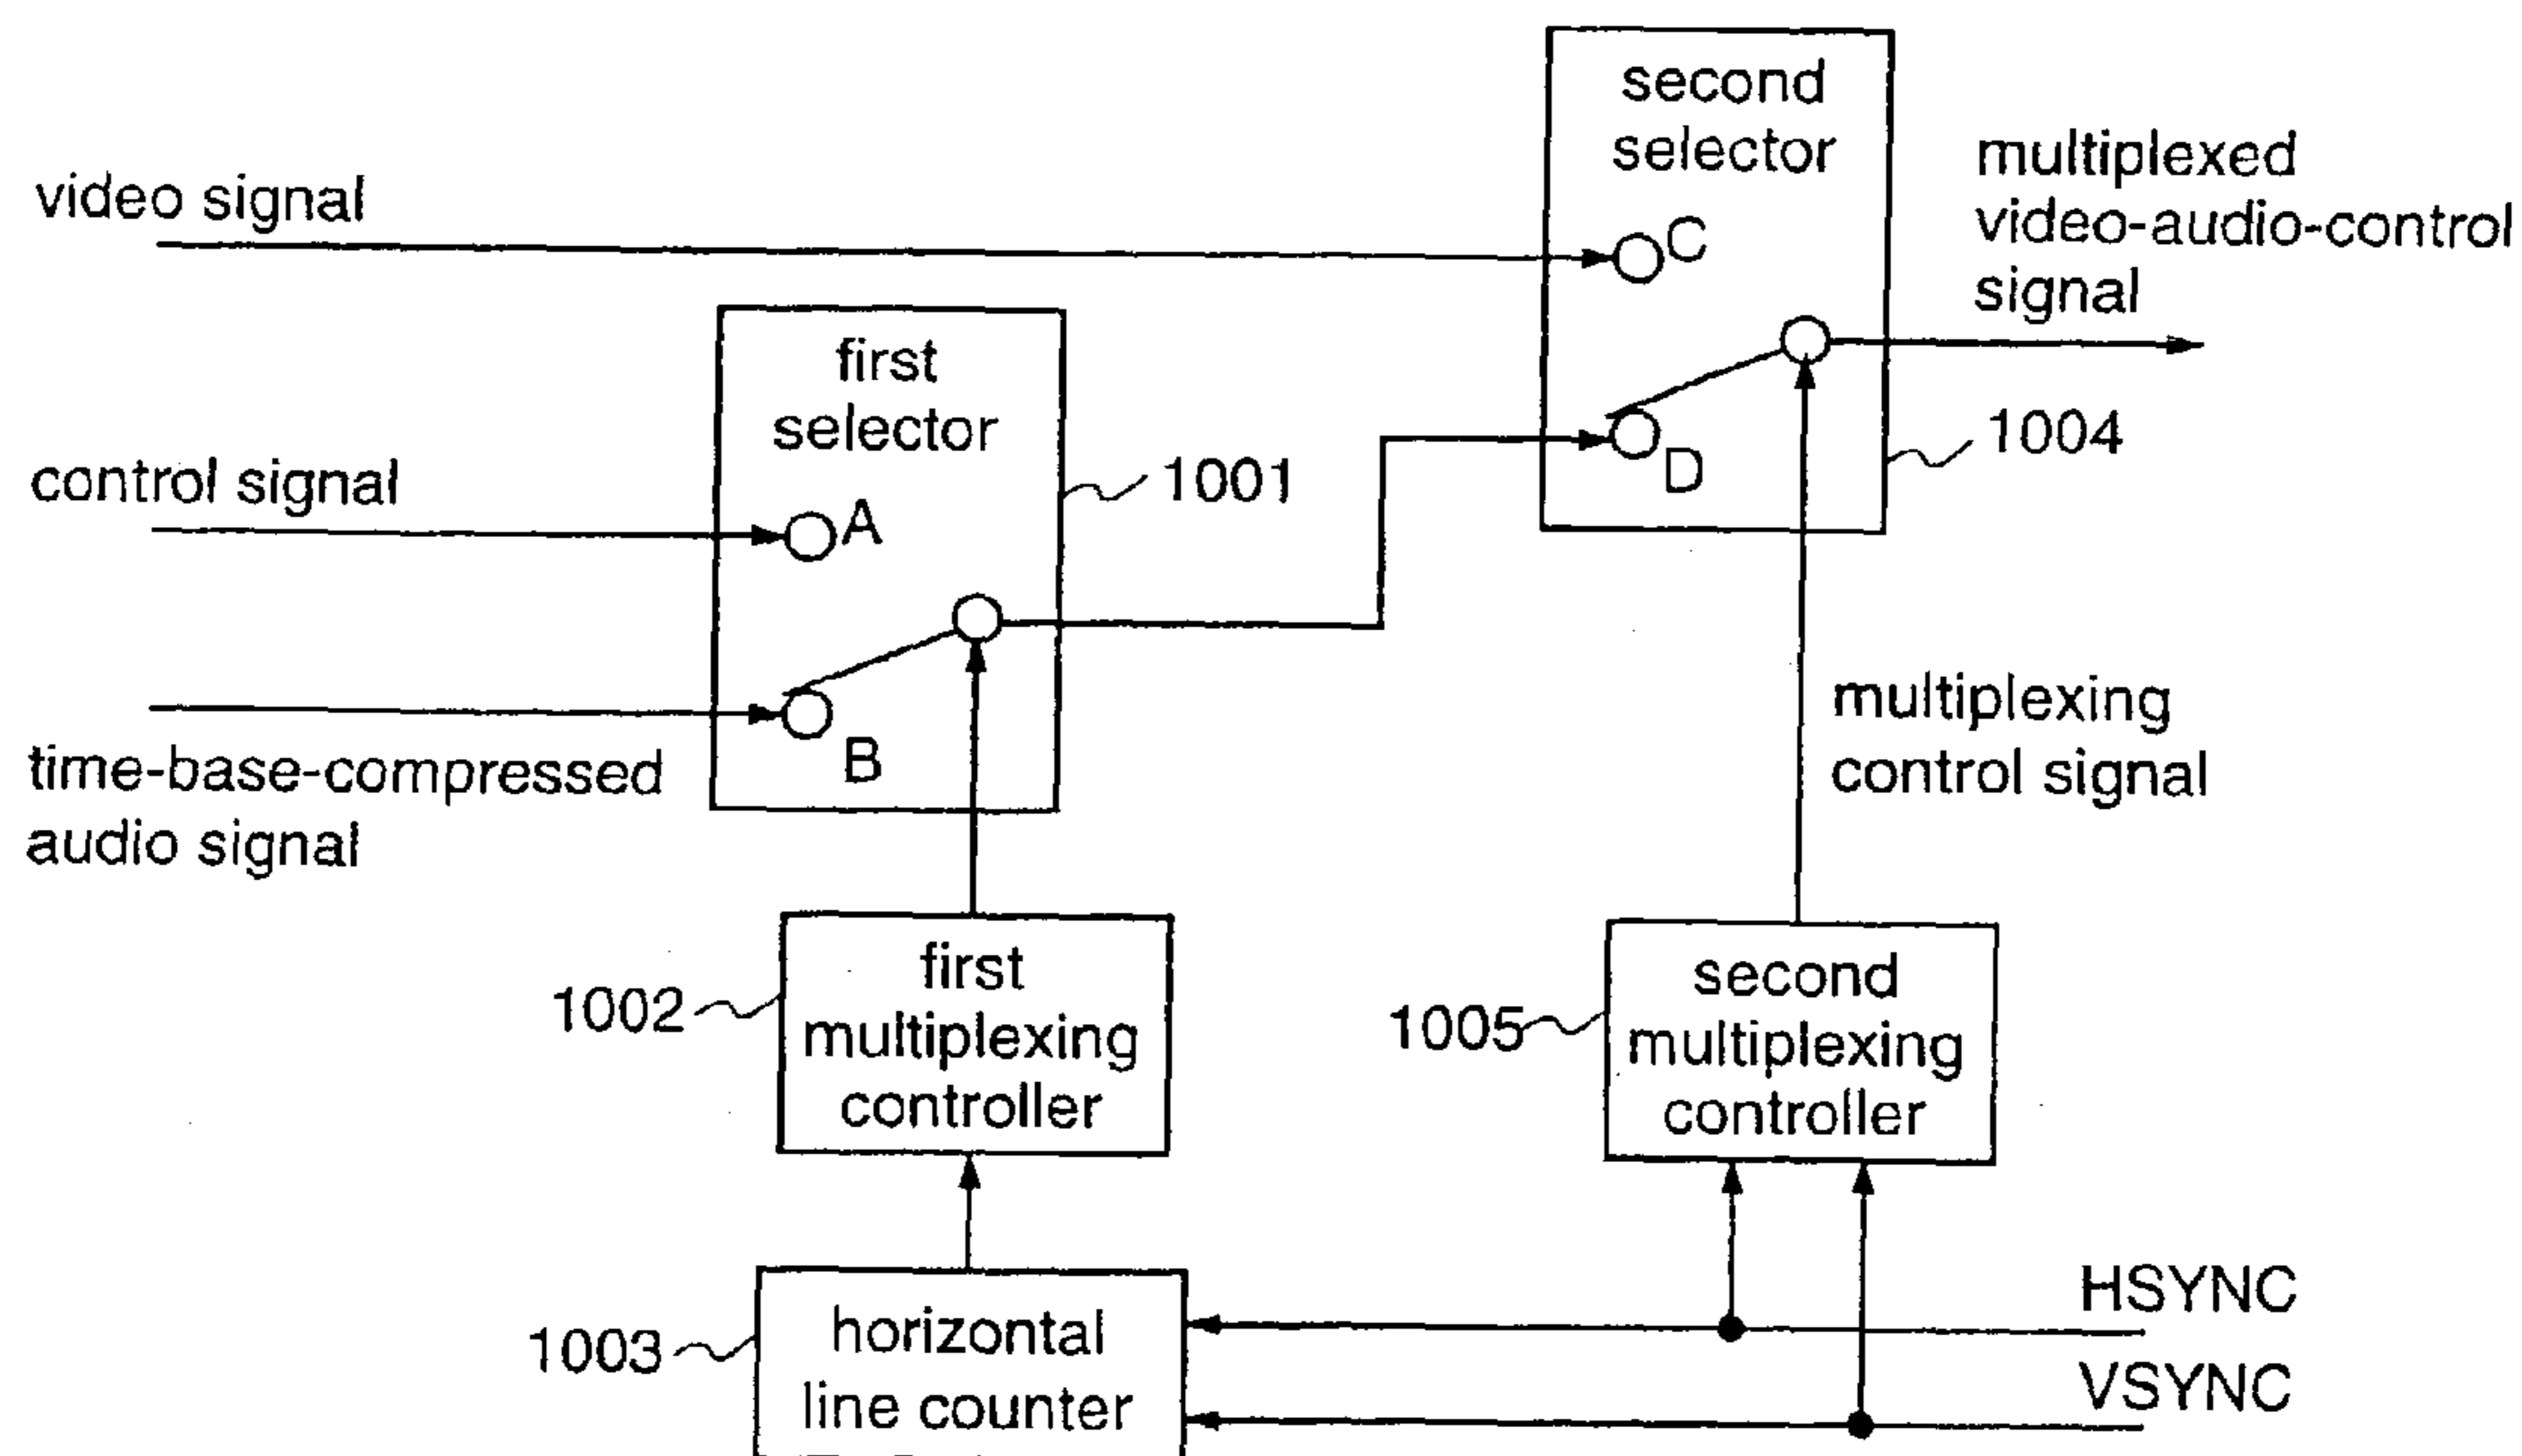 second
selector
multiplexed
video-audio-control
signal
video signal
C
first
selector
D
1004
control signal
A
1001
time-base-compressed
audio signal
B
multiplexing
control signal
first
multiplexing
controller
1002
second
multiplexing
controller
1005
horizontal
line counter
1003
HSYNC
VSYNC